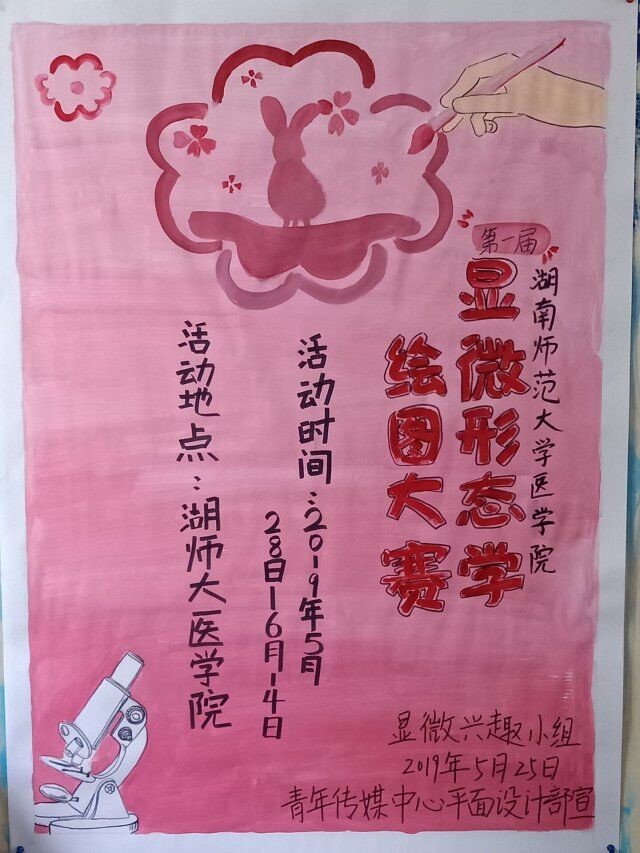 第一届
湖南师范大学医学院
显微形态学
绘图大赛
活动时间：2019年5月
28日-6月14日
活动地点：湖师大医学院
显微兴趣小组
2019年5月25日
青年传媒中心平面设计部宣